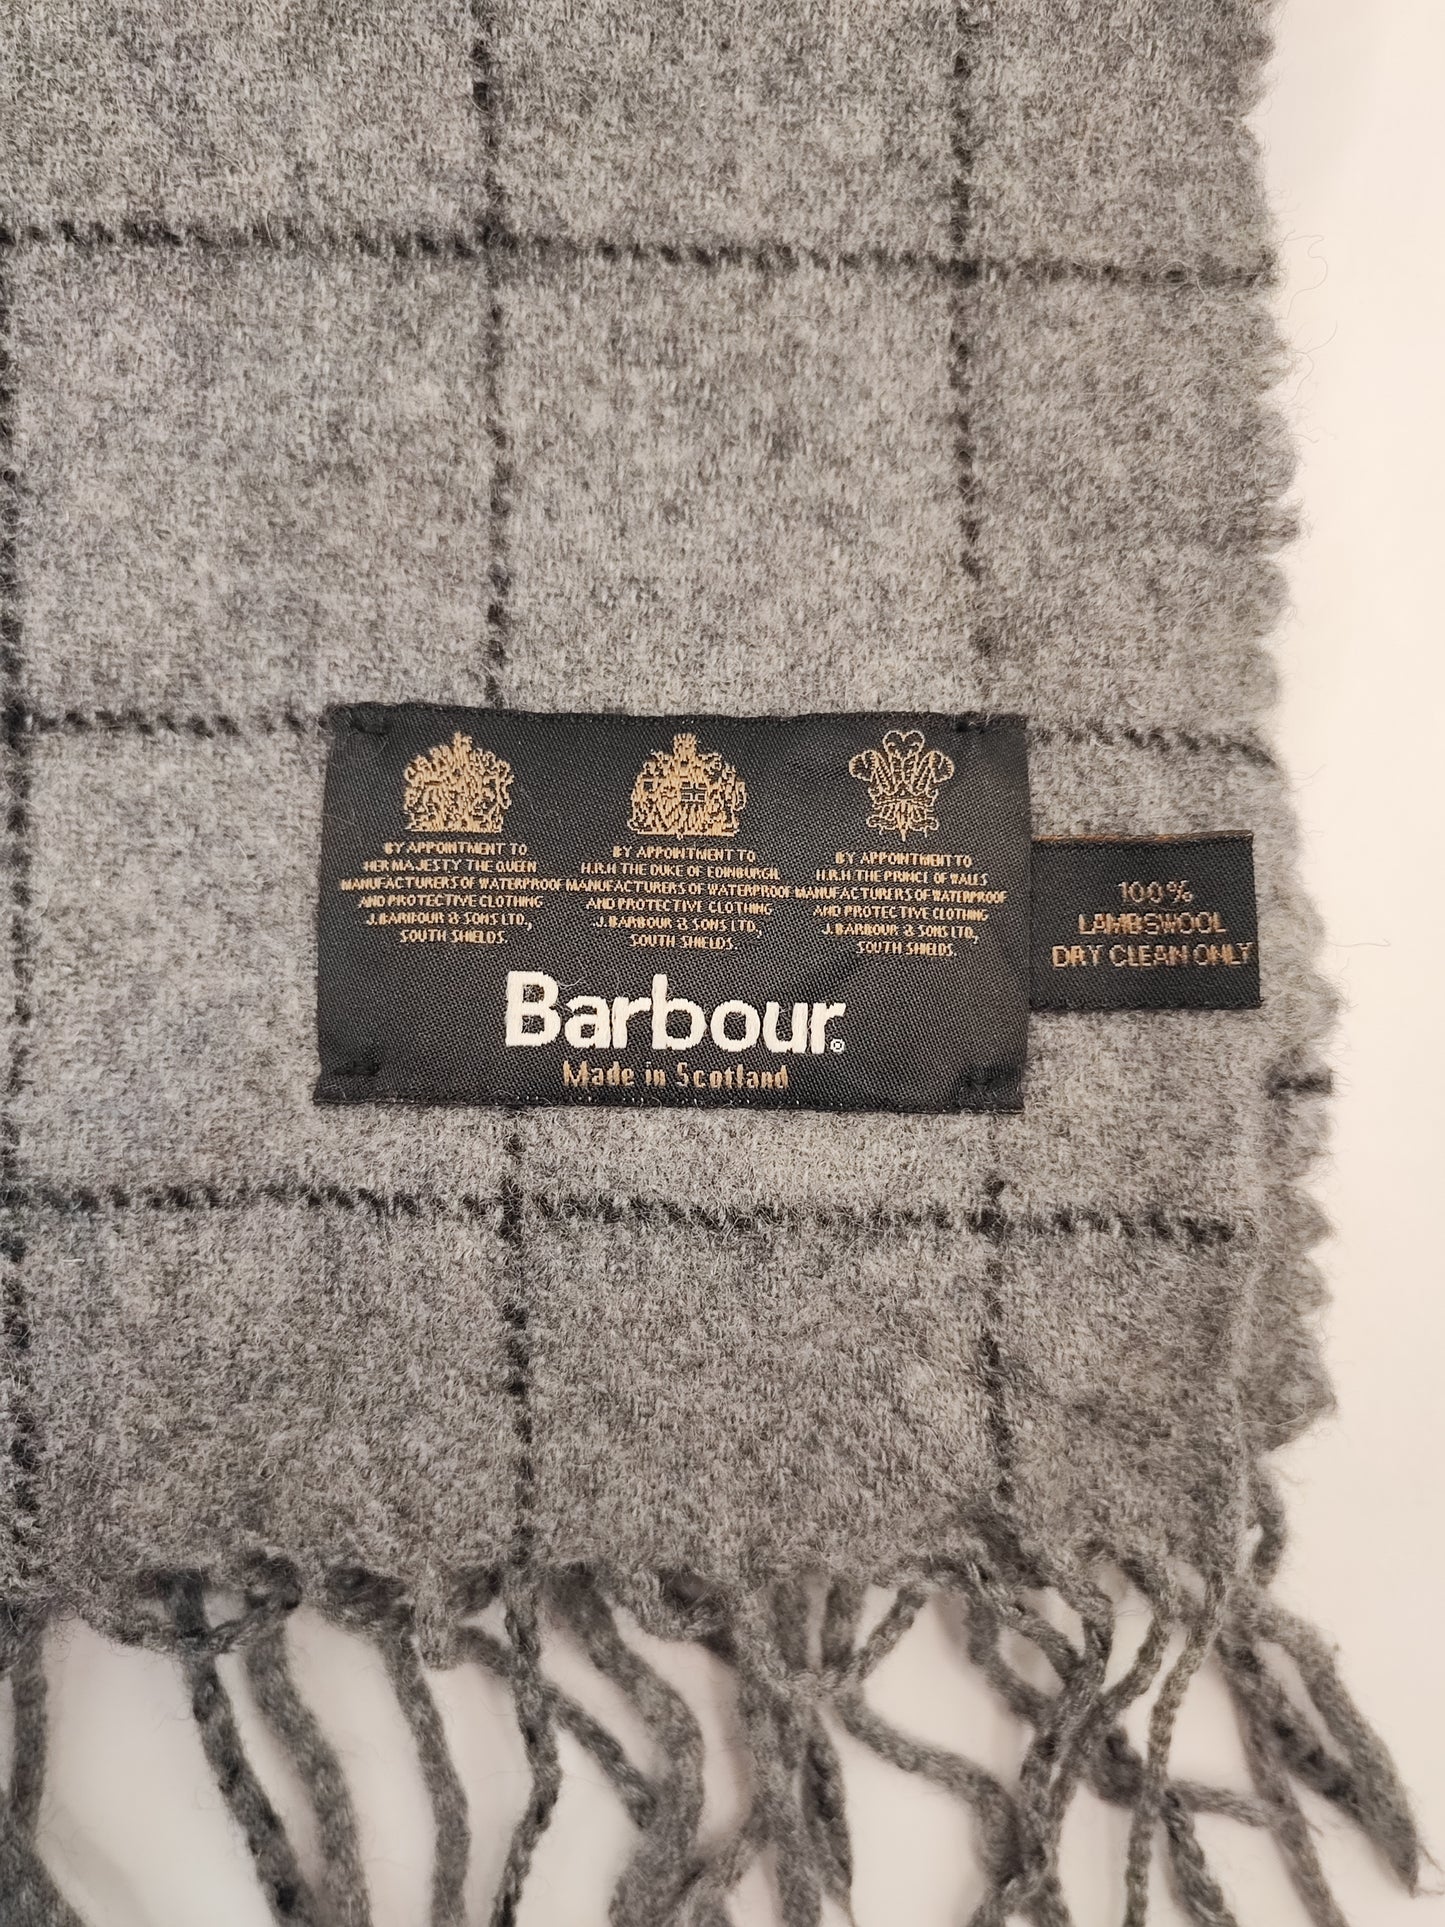 BY APPOINTMENT TO
HER MAJESTY THE QUEEN
MANUFACTURERS OF WATERPROOF
AND PROTECTIVE CLOTHING
J. BARBOUR & SONS LTD,
SOUTH SHIELDS.
BY APPOINTMENT TO
H.R.H THE DUKE OF EDINBURGH.
MANUFACTURERS OF WATERPROOF
AND PROTECTIVE CLOTHING
J. BARBOUR & SONS LTD,
SOUTH SHIELDS.
BY APPOINTMENT TO
H.R.H THE PRINCE OF WALES
MANUFACTURERS OF WATERPROOF
AND PROTECTIVE CLOTHING
J. BARBOUR & SONS LTD,
SOUTH SHIELDS.
Barbour®
Made in Scotland
100%
LAMBSWOOL
DRY CLEAN ONLY